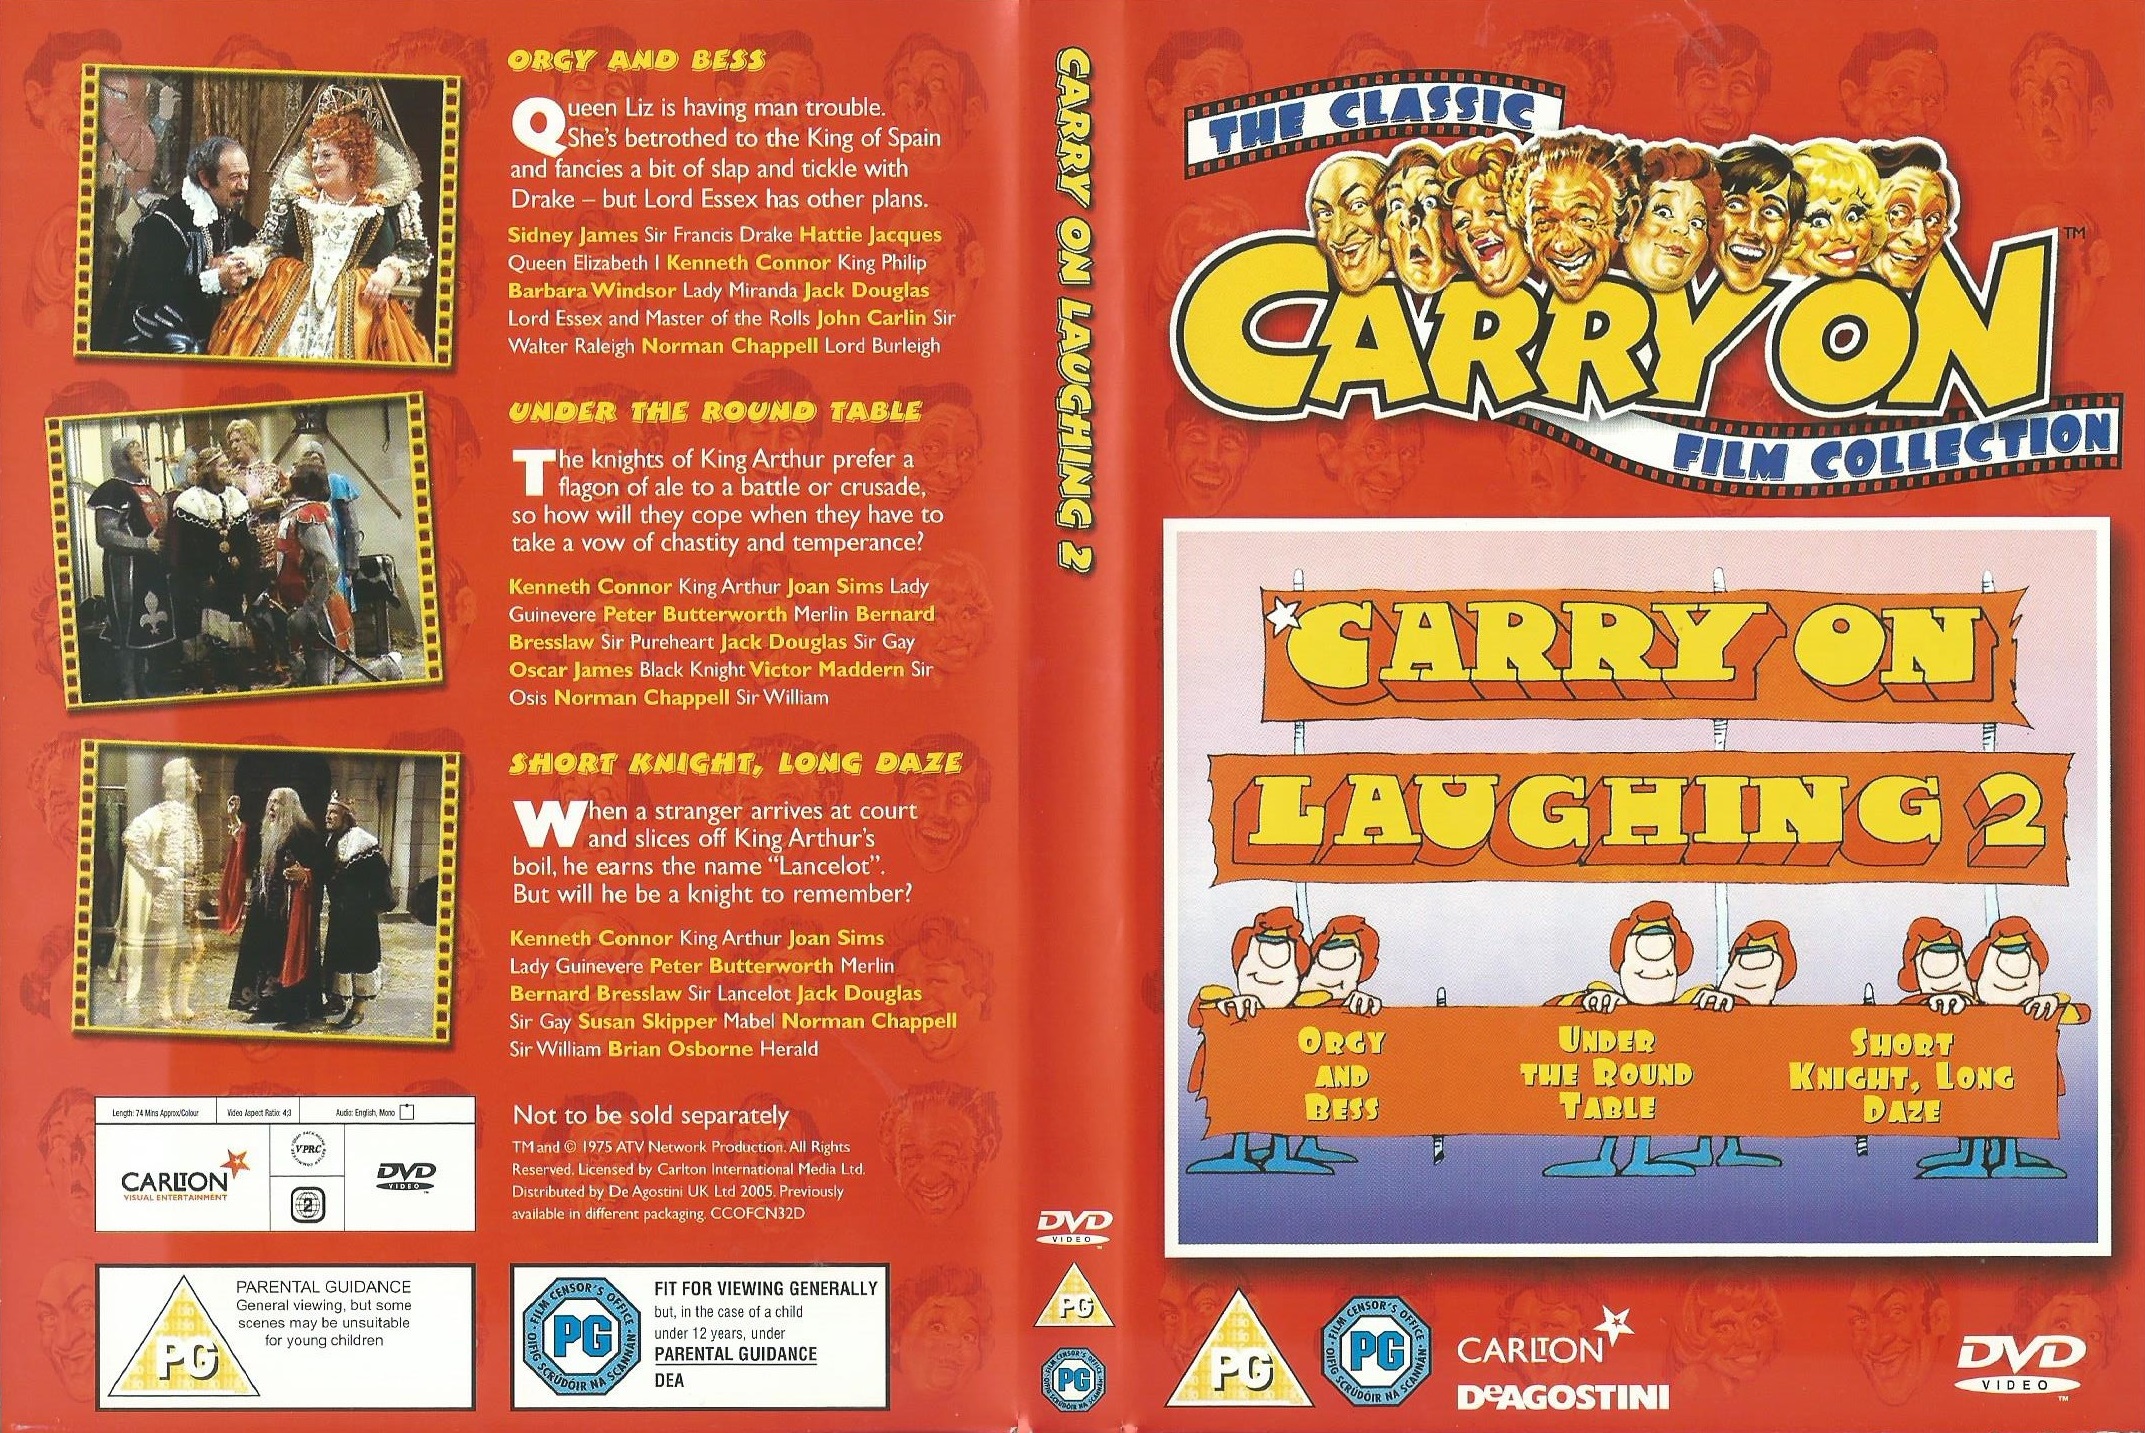 ORGY AND BESS
Queen Liz is having man trouble.
She's betrothed to the King of Spain
and fancies a bit of slap and tickle with
Drake – but Lord Essex has other plans.
Sidney James Sir Francis Drake Hattie Jacques
Queen Elizabeth I Kenneth Connor King Philip
Barbara Windsor Lady Miranda Jack Douglas
Lord Essex and Master of the Rolls John Carlin Sir
Walter Raleigh Norman Chappell Lord Burleigh
UNDER THE ROUND TABLE
The knights of King Arthur prefer a
flagon of ale to a battle or crusade,
so how will they cope when they have to
take a vow of chastity and temperance?
Kenneth Connor King Arthur Joan Sims Lady
Guinevere Peter Butterworth Merlin Bernard
Bresslaw Sir Pureheart Jack Douglas Sir Gay
Oscar James Black Knight Victor Maddern Sir
Osis Norman Chappell Sir William
SHORT KNIGHT, LONG DAZE
When a stranger arrives at court
and slices off King Arthur's
boil, he earns the name “Lancelot”.
But will he be a knight to remember?
Kenneth Connor King Arthur Joan Sims
Lady Guinevere Peter Butterworth Merlin
Bernard Bresslaw Sir Lancelot Jack Douglas
Sir Gay Susan Skipper Mabel Norman Chappell
Sir William Brian Osborne Herald
Length: 74 Mins Approx/Colour
Video Aspect Ratio: 4:3
Audio: English, Mono
CARLTON
VISUAL ENTERTAINMENT
VPRC
2
DVD
VIDEO
Not to be sold separately
TM and © 1975 ATV Network Production. All Rights
Reserved. Licensed by Carlton International Media Ltd.
Distributed by De Agostini UK Ltd 2005. Previously
available in different packaging. CCOFCN32D
PG
PARENTAL GUIDANCE
General viewing, but some
scenes may be unsuitable
for young children
FILM CENSOR'S OFFICE
PG
OIFIG SCRÚDÓIR NA SCANNÁN
FIT FOR VIEWING GENERALLY
but, in the case of a child
under 12 years, under
PARENTAL GUIDANCE
DEA
CARRY ON LAUGHING 2
DVD
VIDEO
PG
FILM CENSOR'S OFFICE
PG
OIFIG SCRÚDÓIR NA SCANNÁN
THE CLASSIC
CARRY ON
TM
FILM COLLECTION
CARRY ON
LAUGHING 2
ORGY
AND
BESS
UNDER
THE ROUND
TABLE
SHORT
KNIGHT, LONG
DAZE
PG
FILM CENSOR'S OFFICE
PG
OIFIG SCRÚDÓIR NA SCANNÁN
CARLTON
DEAGOSTINI
DVD
VIDEO
TM